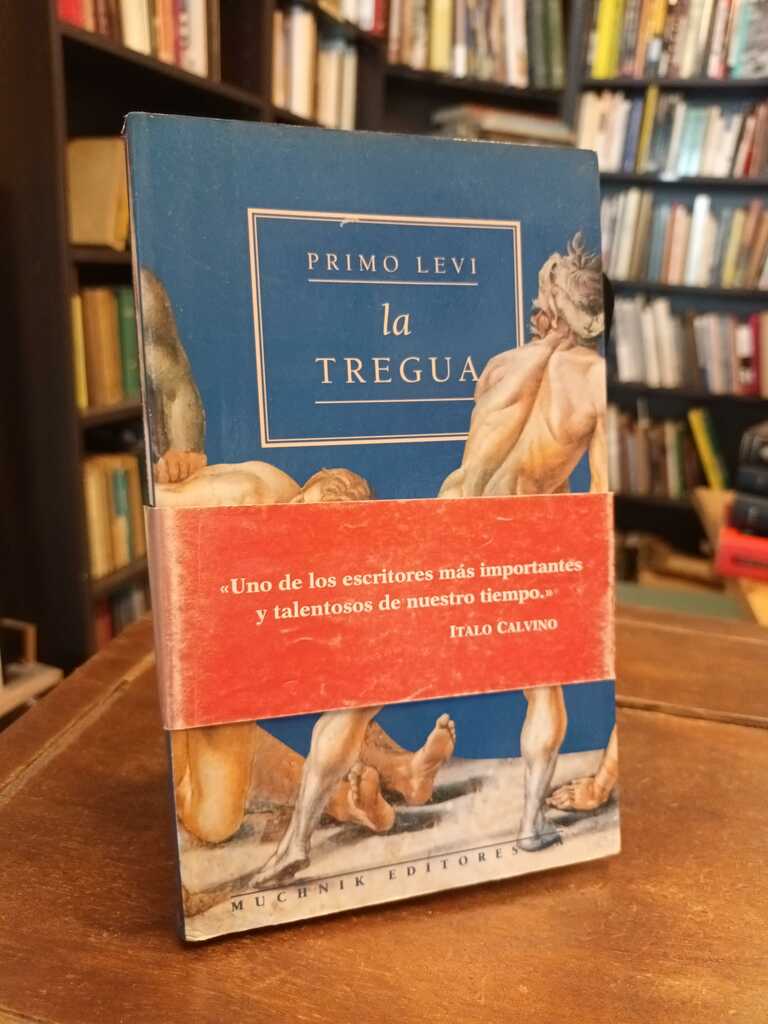 PRIMO LEVI
la
TREGUA
«Uno de los escritores más importantes
y talentosos de nuestro tiempo.»
ITALO CALVINO
MUCHNIK EDITORES